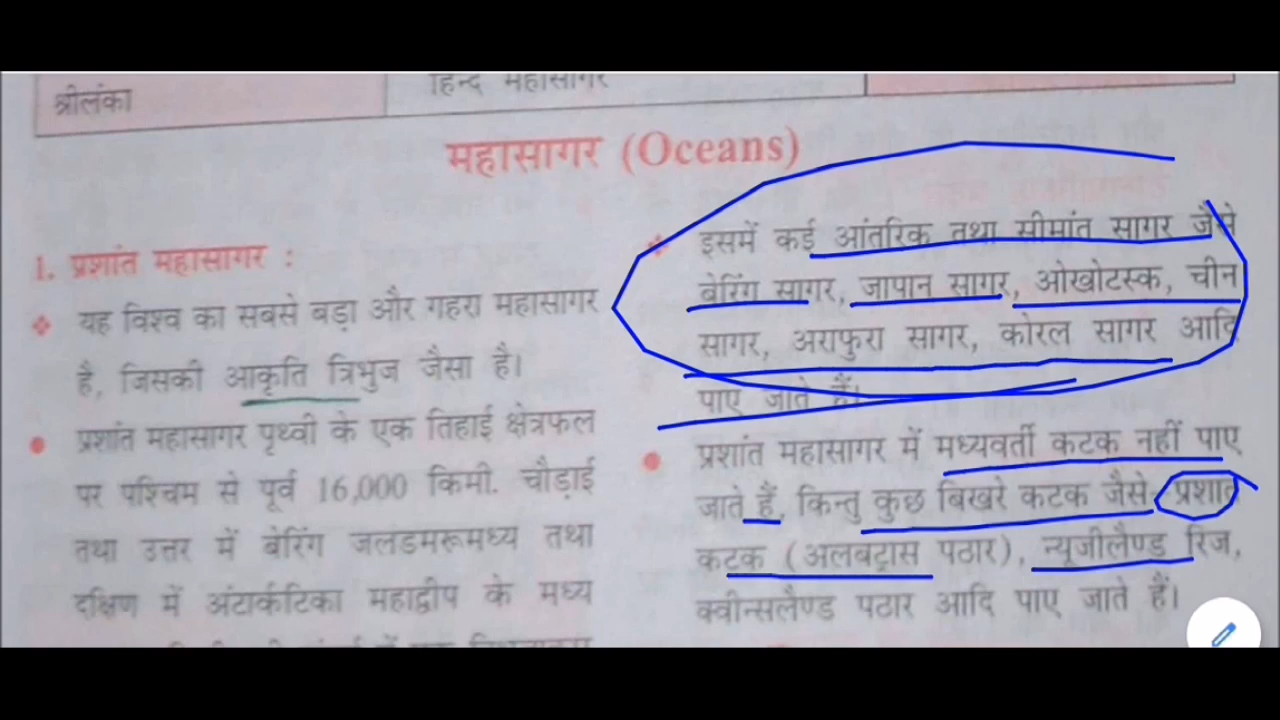 श्रीलंका
हिन्द महासागर
महासागर (Oceans)
1. प्रशांत महासागर :
यह विश्व का सबसे बड़ा और गहरा महासागर
है, जिसकी आकृति त्रिभुज जैसा है।
प्रशांत महासागर पृथ्वी के एक तिहाई क्षेत्रफल
पर पश्चिम से पूर्व 16,000 किमी. चौड़ाई
तथा उत्तर में बेरिंग जलडमरूमध्य तथा
दक्षिण में अंटार्कटिका महाद्वीप के मध्य
इसमें कई आंतरिक तथा सीमांत सागर जैसे
बेरिंग सागर, जापान सागर, ओखोटस्क, चीन
सागर, अराफुरा सागर, कोरल सागर आदि
पाए जाते हैं।
प्रशांत महासागर में मध्यवर्ती कटक नहीं पाए
जाते हैं, किन्तु कुछ बिखरे कटक जैसे प्रशांत
कटक (अलबट्रास पठार), न्यूजीलैण्ड रिज,
क्वीन्सलैण्ड पठार आदि पाए जाते हैं।